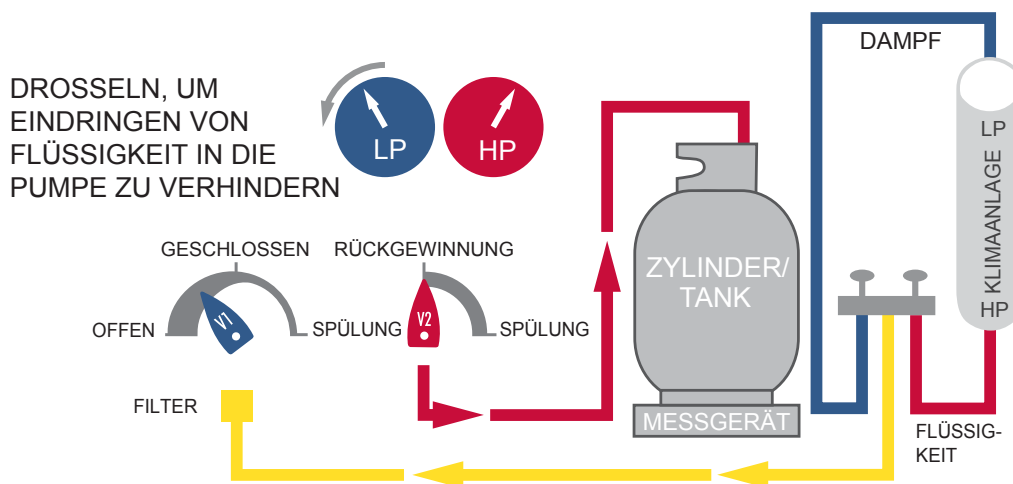 DROSSELN, UM
EINDRINGEN VON
FLÜSSIGKEIT IN DIE
PUMPE ZU VERHINDERN
LP
HP
DAMPF
LP
KLIMAANLAGE
HP
GESCHLOSSEN
OFFEN
V1
SPÜLUNG
RÜCKGEWINNUNG
V2
SPÜLUNG
ZYLINDER/
TANK
MESSGERÄT
FILTER
FLÜSSIG-
KEIT